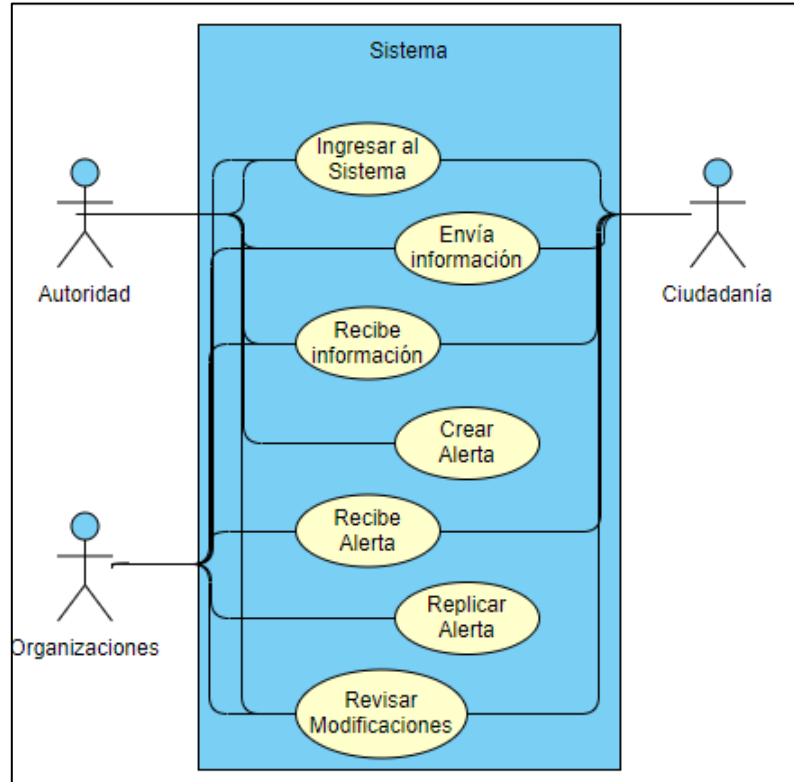 Sistema
Ingresar al
Sistema
Envía
información
Autoridad
Ciudadanía
Recibe
información
Crear
Alerta
Recibe
Alerta
Replicar
Alerta
Organizaciones
Revisar
Modificaciones